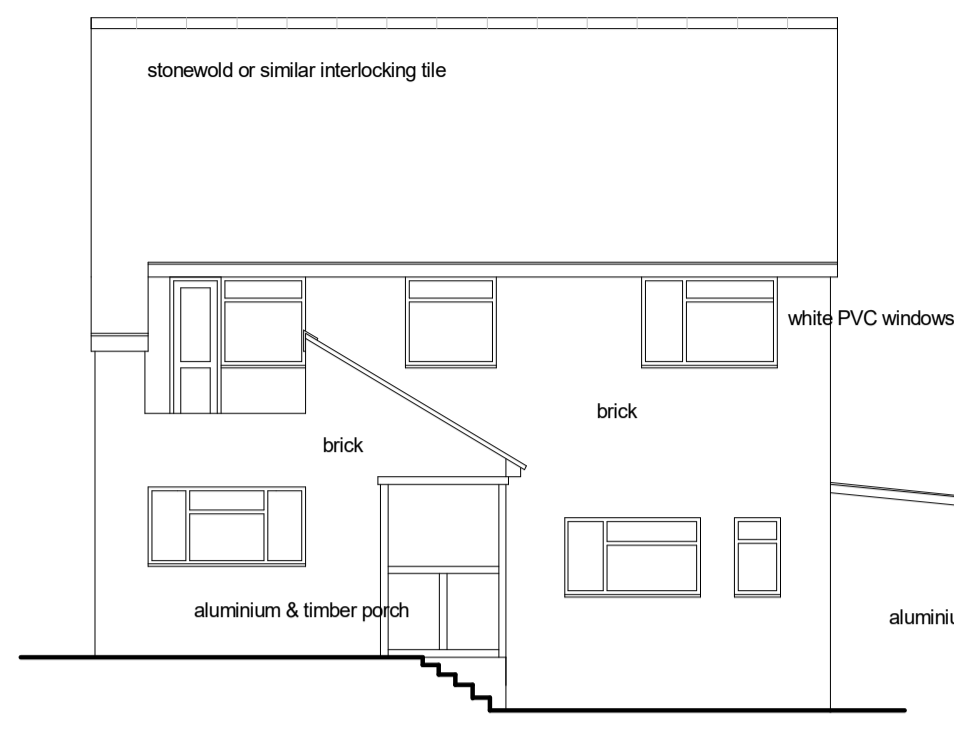 stonewold or similar interlocking tile
white PVC windows
brick
brick
aluminium & timber porch